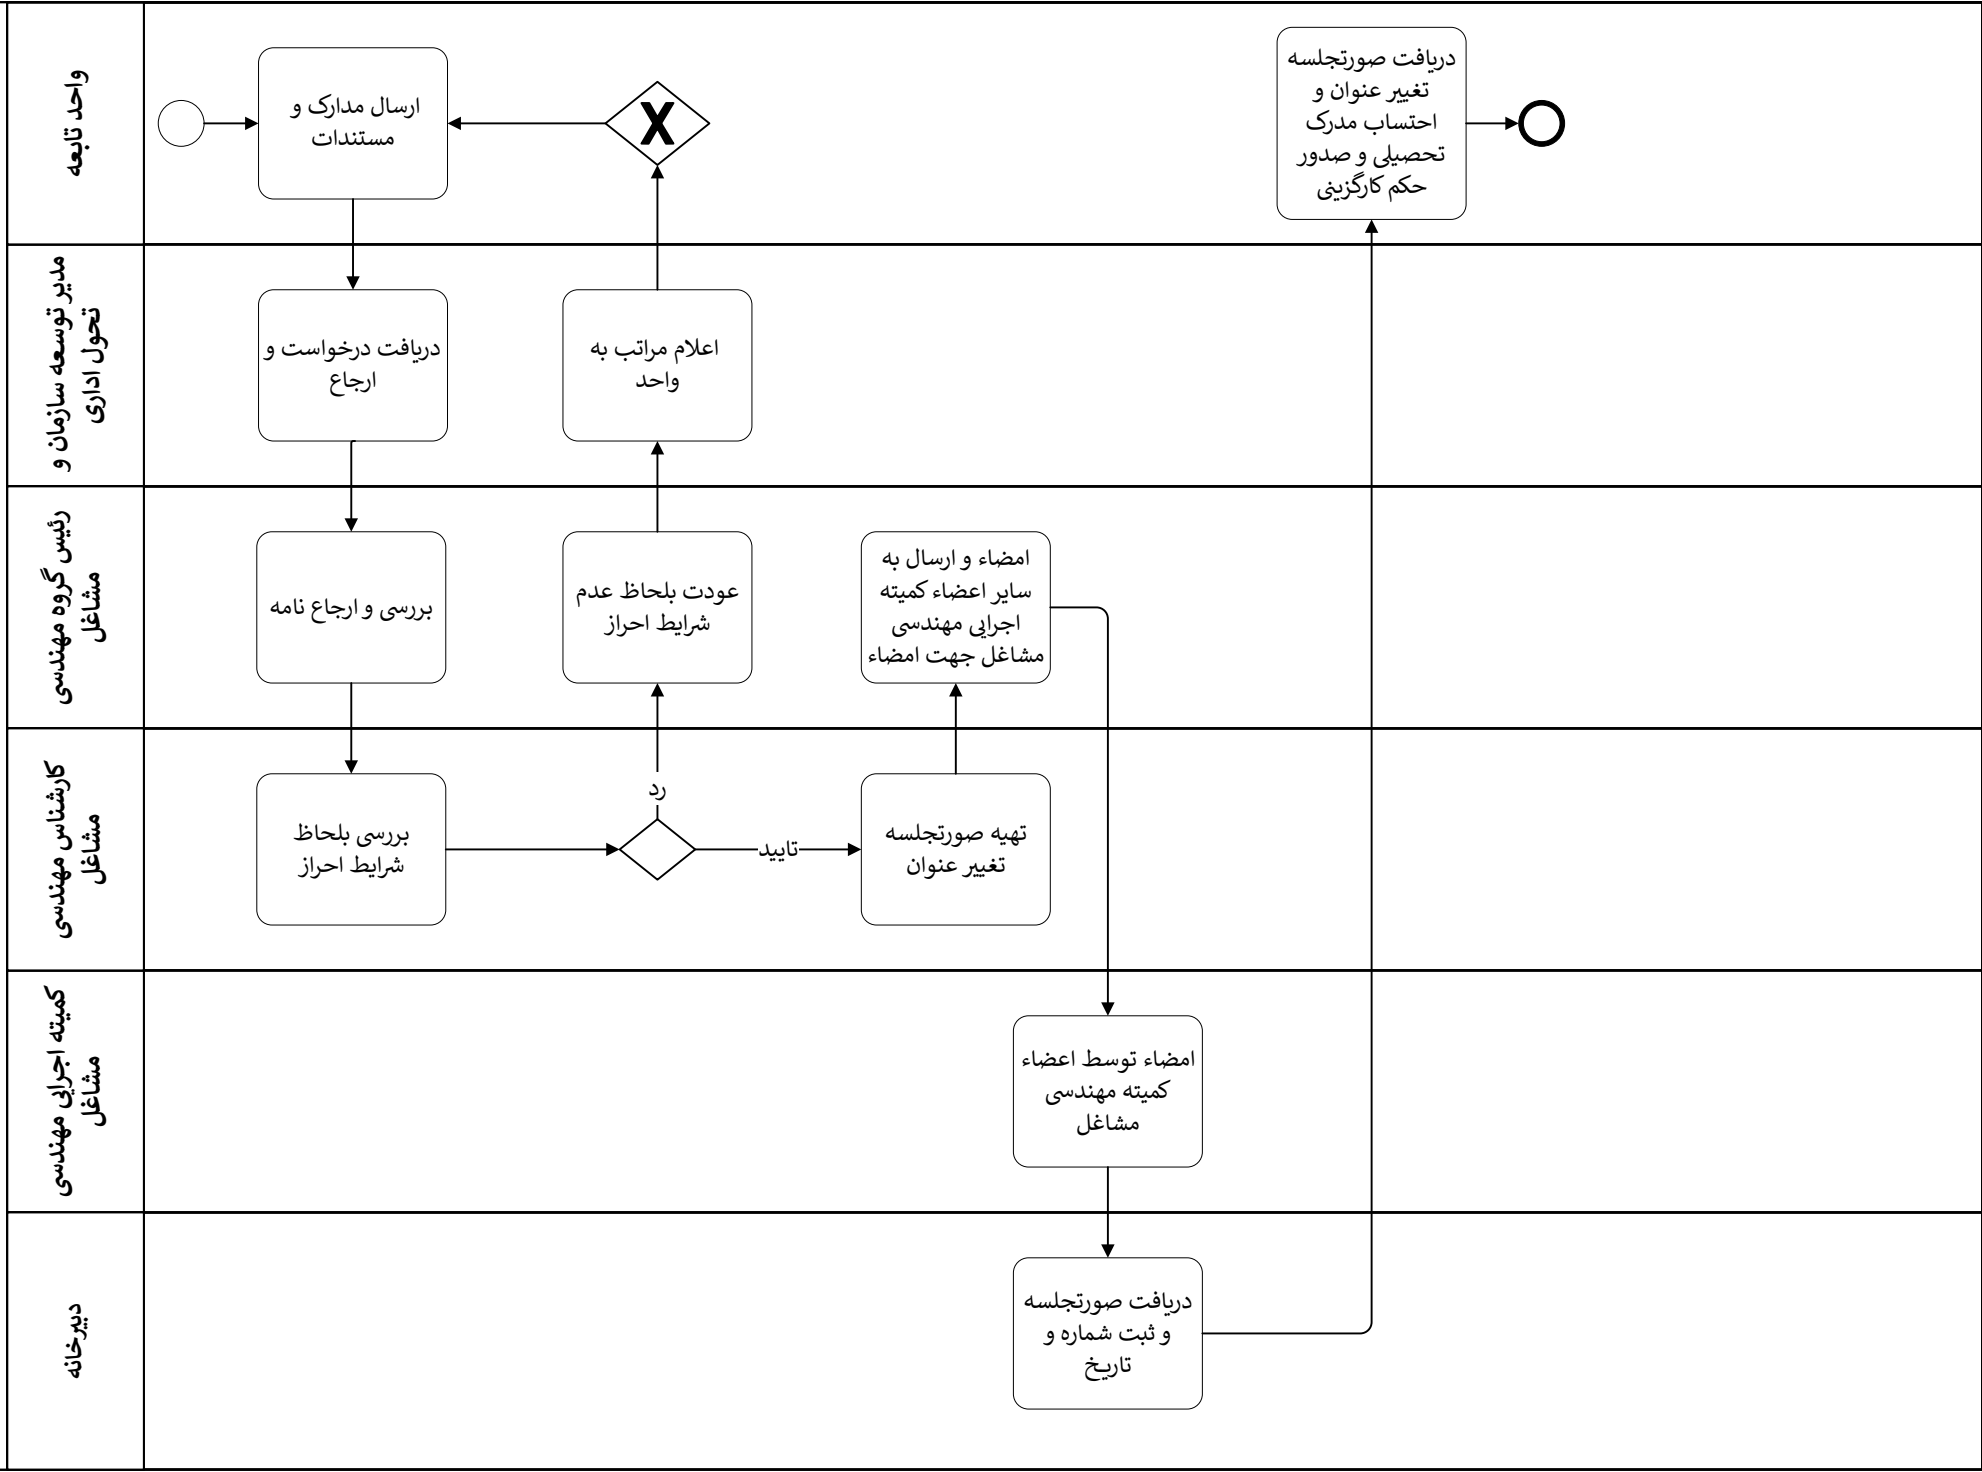 واحد تابعه
ارسال مدارک و
مستندات
X
دریافت صورتجلسه
تغییر عنوان و
احتساب مدرک
تحصیلی و صدور
حکم کارگزینی
مدیر توسعه سازمان و
تحول اداری
دریافت درخواست و
ارجاع
اعلام مراتب به
واحد
رئیس گروه مهندسی
مشاغل
بررسی و ارجاع نامه
عودت بلحاظ عدم
شرایط احراز
امضاء و ارسال به
سایر اعضاء کمیته
اجرایی مهندسی
مشاغل جهت امضاء
کارشناس مهندسی
مشاغل
بررسی بلحاظ
شرایط احراز
رد
تایید
تهیه صورتجلسه
تغییر عنوان
کمیته اجرایی مهندسی
مشاغل
امضاء توسط اعضاء
کمیته مهندسی
مشاغل
دبیرخانه
دریافت صورتجلسه
و ثبت شماره و
تاریخ